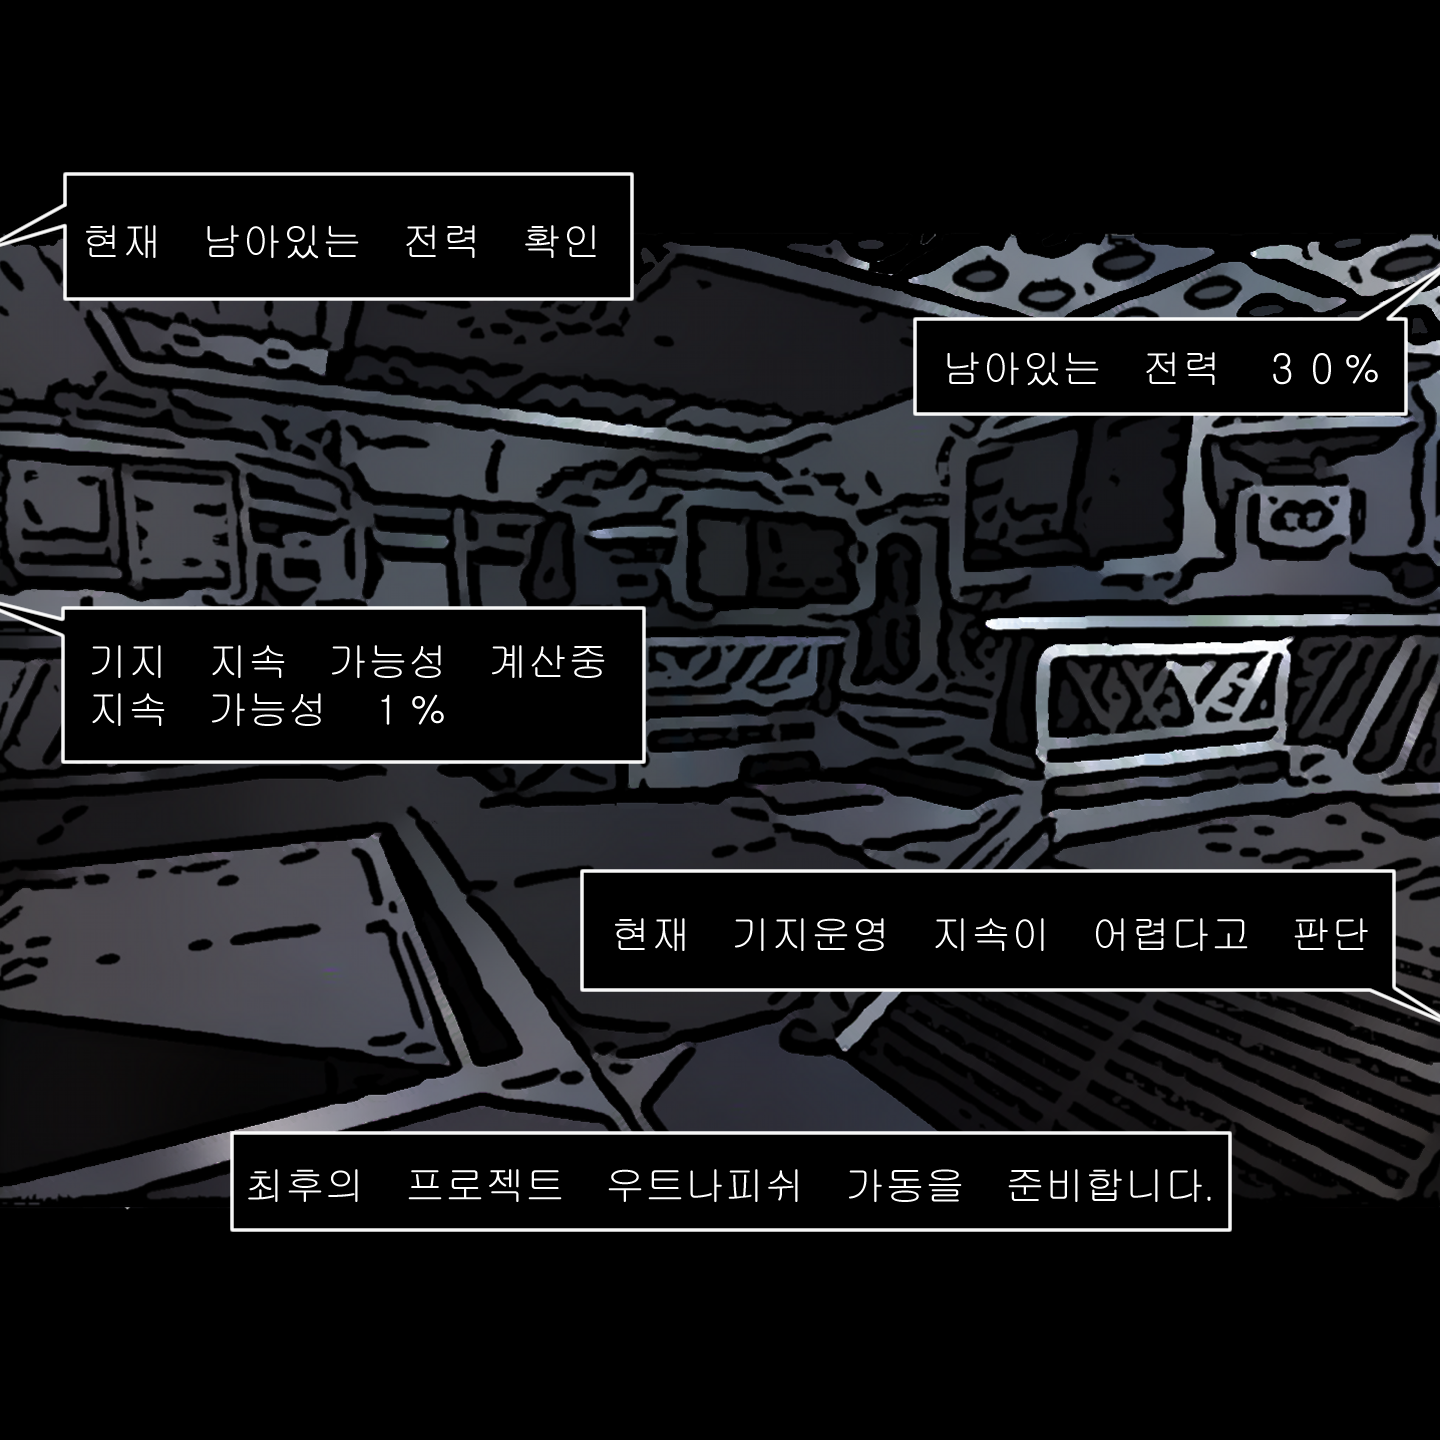 현재 남아있는 전력 확인
남아있는 전력 30%
기지 지속 가능성 계산중
지속 가능성 1%
현재 기지운영 지속이 어렵다고 판단
최후의 프로젝트 우트나피쉬 가동을 준비합니다.